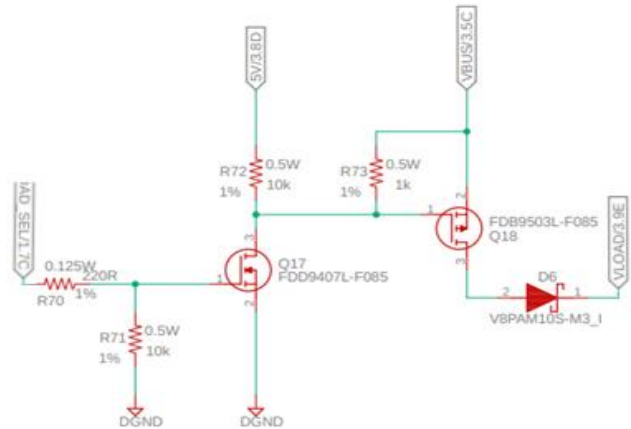 5V/3.8D
VBUS/3.5C
R72
0.5W
1%
10k
R73
0.5W
1%
1k
2
1
FDB9503L-F085
Q18
3
IAD_SEL/1.7C
0.125W
220R
R70
1%
3
Q17
1
FDD9407L-F085
2
D6
2
1
V8PAM10S-M3_I
VLOAD/3.9E
R71
0.5W
1%
10k
DGND
DGND